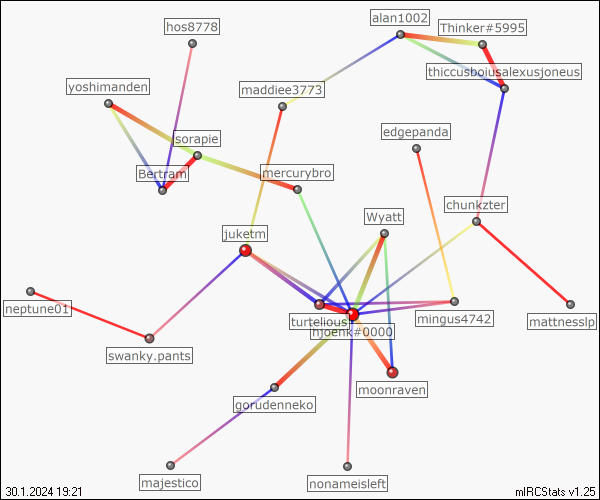 alan1002
hos8778
Thinker#5995
thiccusboiusalexusjoneus
yoshimanden
maddiee3773
edgepanda
sorapie
Bertram
mercurybro
chunkzter
Wyatt
juketm
neptune01
turtelious
mingus4742
mattnesslp
hjoenk#0000
swanky.pants
moonraven
gorudenneko
majestico
nonameisleft
30.1.2024 19:21
mIRCStats v1.25